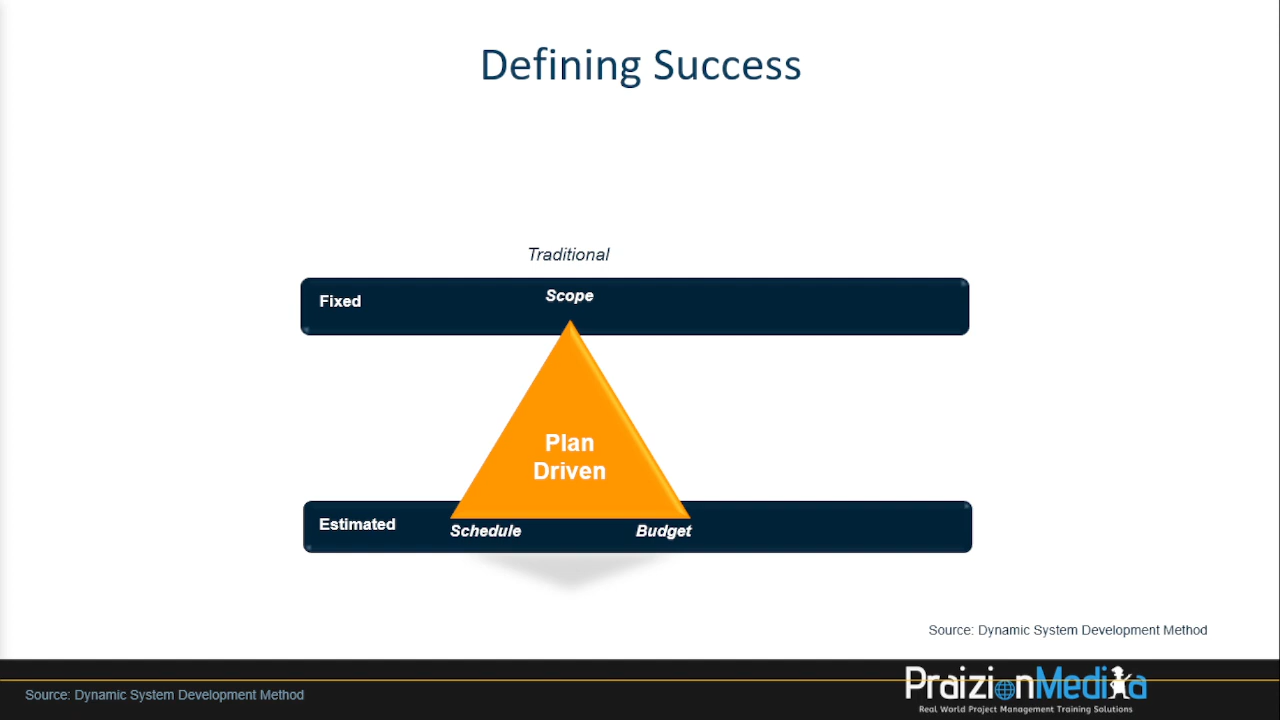 Defining Success
Traditional
Fixed
Scope
Plan
Driven
Estimated
Schedule
Budget
Source: Dynamic System Development Method
Source: Dynamic System Development Method
PraizionMedia
Real World Project Management Training Solutions